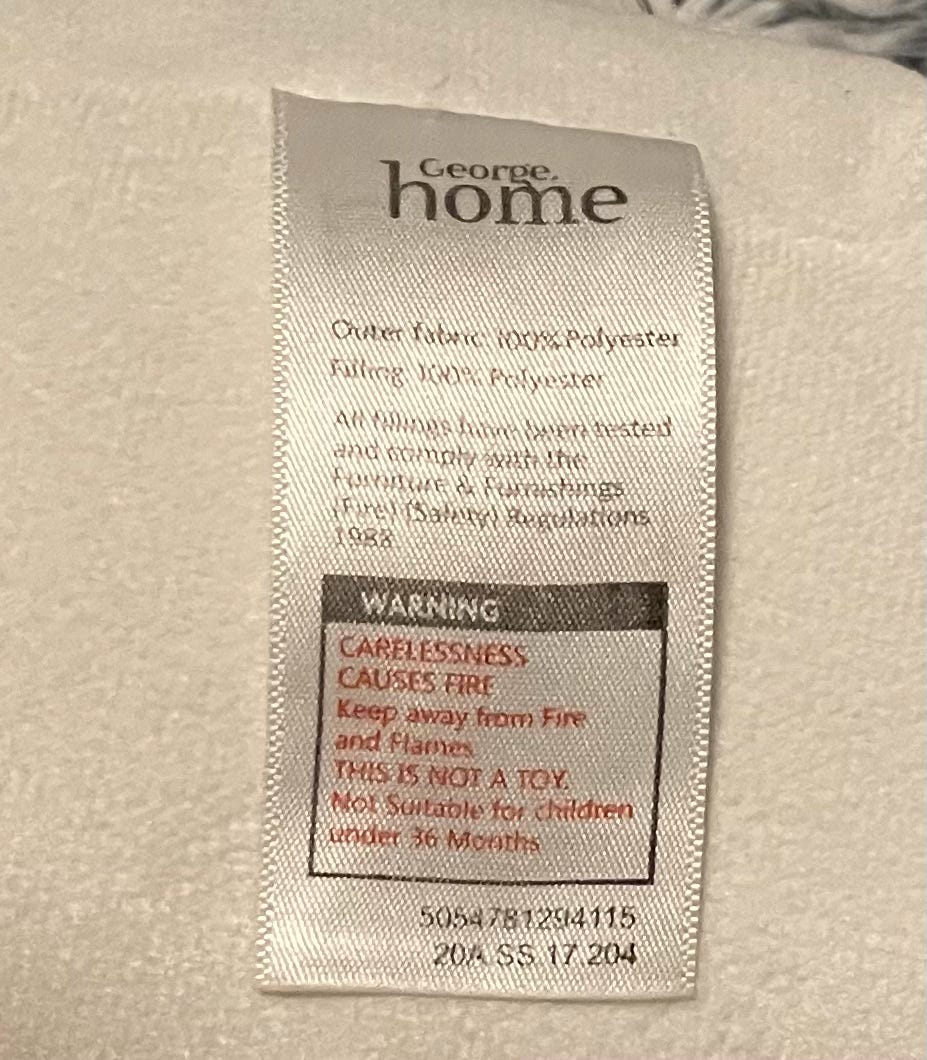 George.
home
Outer fabric: 100% Polyester
Filling: 100% Polyester
All fillings have been tested
and comply with the
Furniture & Furnishings
(Fire) (Safety) Regulations
1988
WARNING
CARELESSNESS
CAUSES FIRE
Keep away from Fire
and Flames
THIS IS NOT A TOY.
Not Suitable for children
under 36 Months
5054781294115
20A SS 17.204